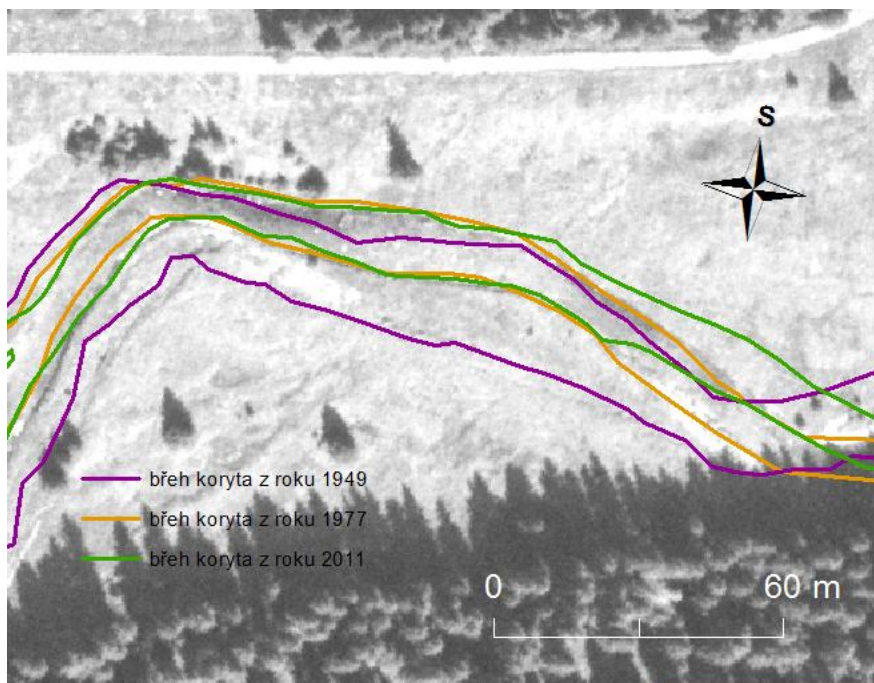 S
břeh koryta z roku 1949
břeh koryta z roku 1977
břeh koryta z roku 2011
0 60 m